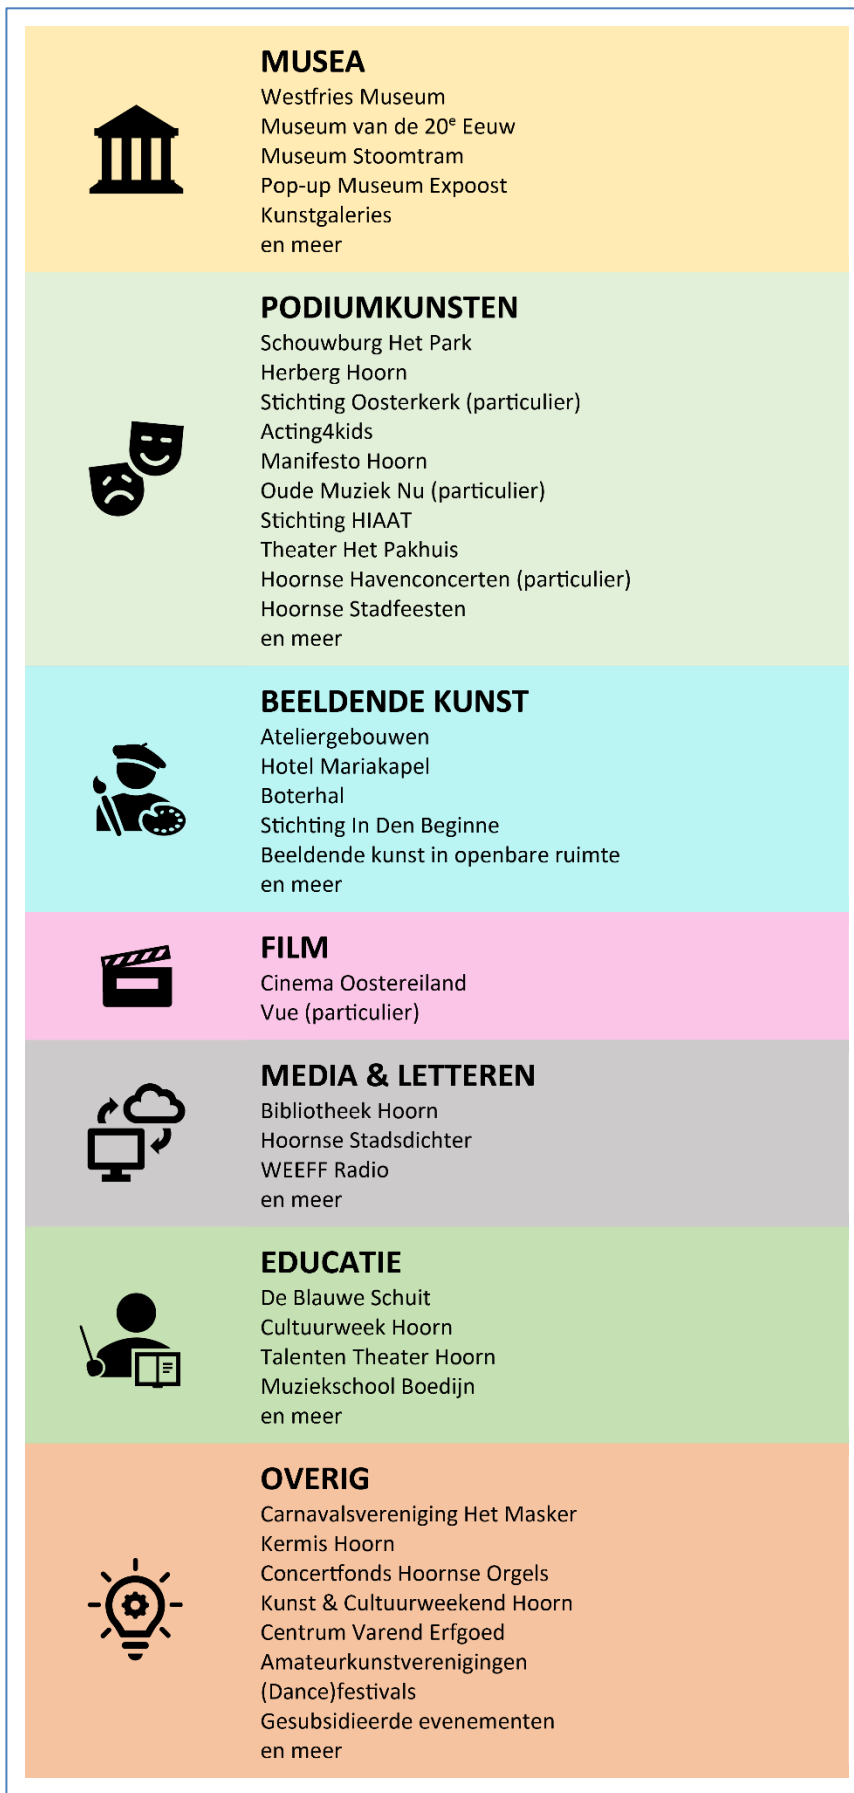 MUSEA
Westfries Museum
Museum van de 20e Eeuw
Museum Stoomtram
Pop-up Museum Expoost
Kunstgaleries
en meer
PODIUMKUNSTEN
Schouwburg Het Park
Herberg Hoorn
Stichting Oosterkerk (particulier)
Acting4kids
Manifesto Hoorn
Oude Muziek Nu (particulier)
Stichting HIAAT
Theater Het Pakhuis
Hoornse Havenconcerten (particulier)
Hoornse Stadfeesten
en meer
BEELDENDE KUNST
Ateliergebouwen
Hotel Mariakapel
Boterhal
Stichting In Den Beginne
Beeldende kunst in openbare ruimte
en meer
FILM
Cinema Oostereiland
Vue (particulier)
MEDIA & LETTEREN
Bibliotheek Hoorn
Hoornse Stadsdichter
WEEFF Radio
en meer
EDUCATIE
De Blauwe Schuit
Cultuurweek Hoorn
Talenten Theater Hoorn
Muziekschool Boedijn
en meer
OVERIG
Carnavalsvereniging Het Masker
Kermis Hoorn
Concertfonds Hoornse Orgels
Kunst & Cultuurweekend Hoorn
Centrum Varend Erfgoed
Amateurkunstverenigingen
(Dance)festivals
Gesubsidieerde evenementen
en meer